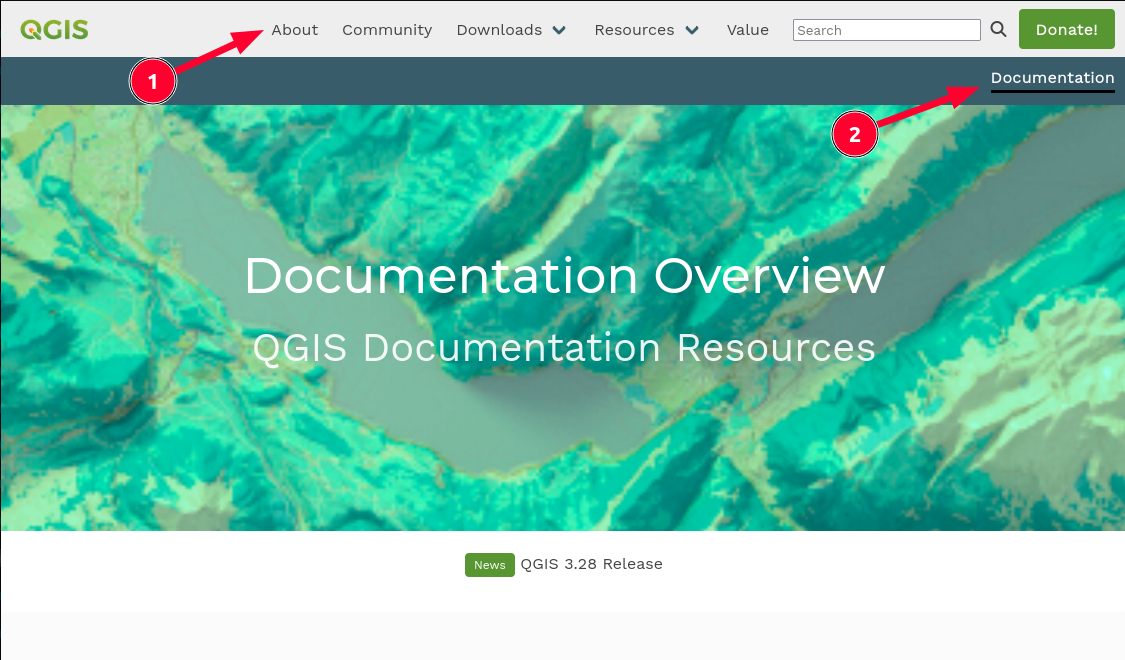 QGIS About Community Downloads Resources Value Search Donate!
1
Documentation
2
Documentation Overview
QGIS Documentation Resources
News QGIS 3.28 Release